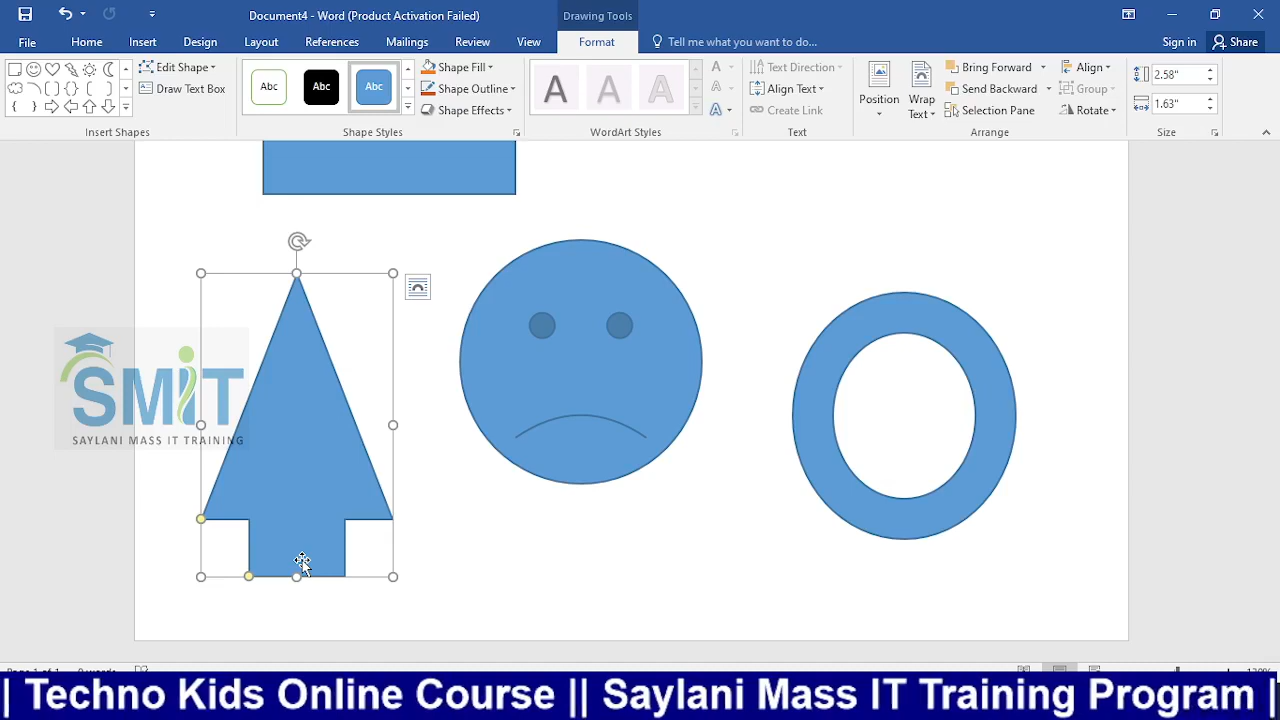 Document4 - Word (Product Activation Failed)
Drawing Tools
File
Home
Insert
Design
Layout
References
Mailings
Review
View
Format
Tell me what you want to do...
Sign in
Share
Edit Shape
Draw Text B
Abc
Abc
Abc
Shape Fill
Shape Outline
Shape Effects
A
A
A
A
A
A
Text Direction
Align Text
Create Link
Position
Wrap
Text
Bring Forward
Send Backward
Selection Pane
Align
Group
Rotate
2.58"
1.63"
Insert Shapes
Shape Styles
WordArt Styles
Text
Arrange
Size
SMiT
SAYLANI MASS IT TRAINING
| Techno Kids Online Course || Saylani Mass IT Training Program |